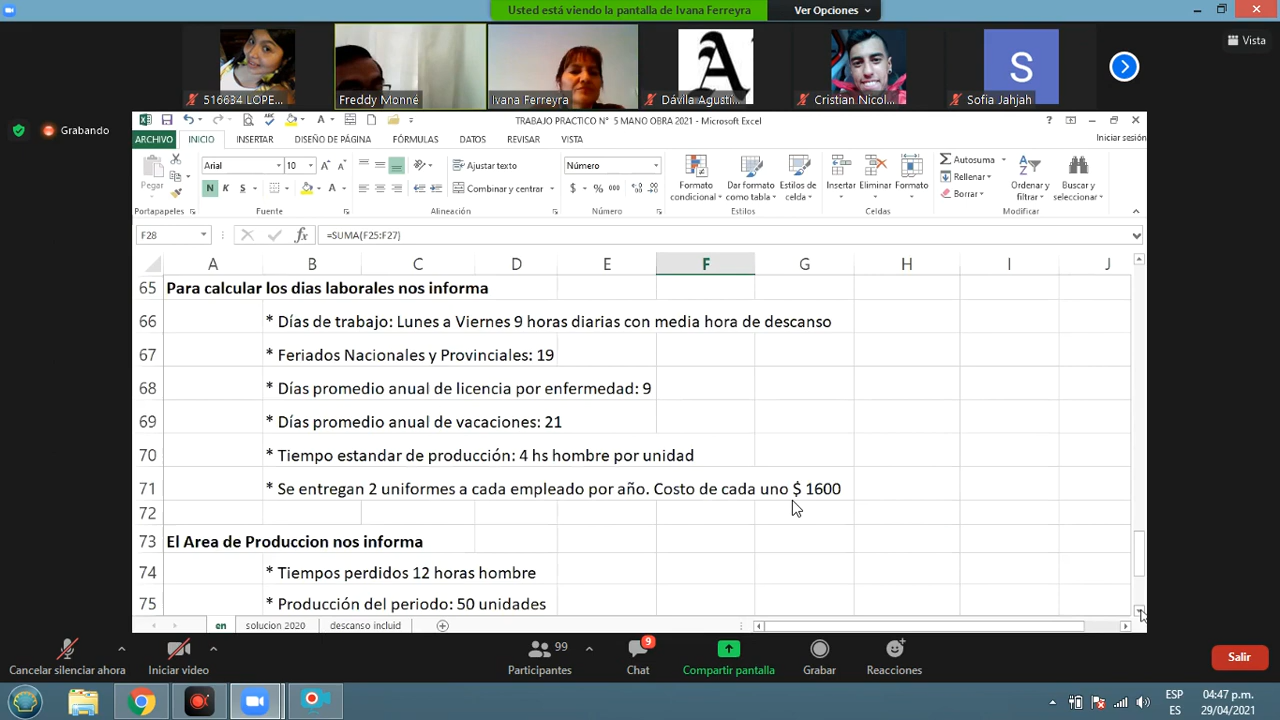 Usted está viendo la pantalla de Ivana Ferreyra
Ver Opciones
Vista
516634 LOPE...
Freddy Monné
Ivana Ferreyra
A
Dávila Agustí...
Cristian Nicol...
S
Sofia Jahjah
Grabando
TRABAJO PRACTICO N° 5 MANO OBRA 2021 - Microsoft Excel
ARCHIVO INICIO INSERTAR DISEÑO DE PÁGINA FÓRMULAS DATOS REVISAR VISTA Iniciar sesión
Pegar
Arial 10
N K S
Ajustar texto
Combinar y centrar
Número
$ % 000
Formato condicional
Dar formato como tabla
Estilos de celda
Insertar
Eliminar
Formato
Autosuma
Rellenar
Borrar
Ordenar y filtrar
Buscar y seleccionar
Portapapeles Fuente Alineación Número Estilos Celdas Modificar
F28 fx =SUMA(F25:F27)
A B C D E F G H I J
65 Para calcular los dias laborales nos informa
66 * Días de trabajo: Lunes a Viernes 9 horas diarias con media hora de descanso
67 * Feriados Nacionales y Provinciales: 19
68 * Días promedio anual de licencia por enfermedad: 9
69 * Días promedio anual de vacaciones: 21
70 * Tiempo estandar de producción: 4 hs hombre por unidad
71 * Se entregan 2 uniformes a cada empleado por año. Costo de cada uno $ 1600
72
73 El Area de Produccion nos informa
74 * Tiempos perdidos 12 horas hombre
75 * Producción del periodo: 50 unidades
en solucion 2020 descanso incluid
99
9
Cancelar silenciar ahora Iniciar video Participantes Chat Compartir pantalla Grabar Reacciones Salir
ESP 04:47 p.m.
ES 29/04/2021